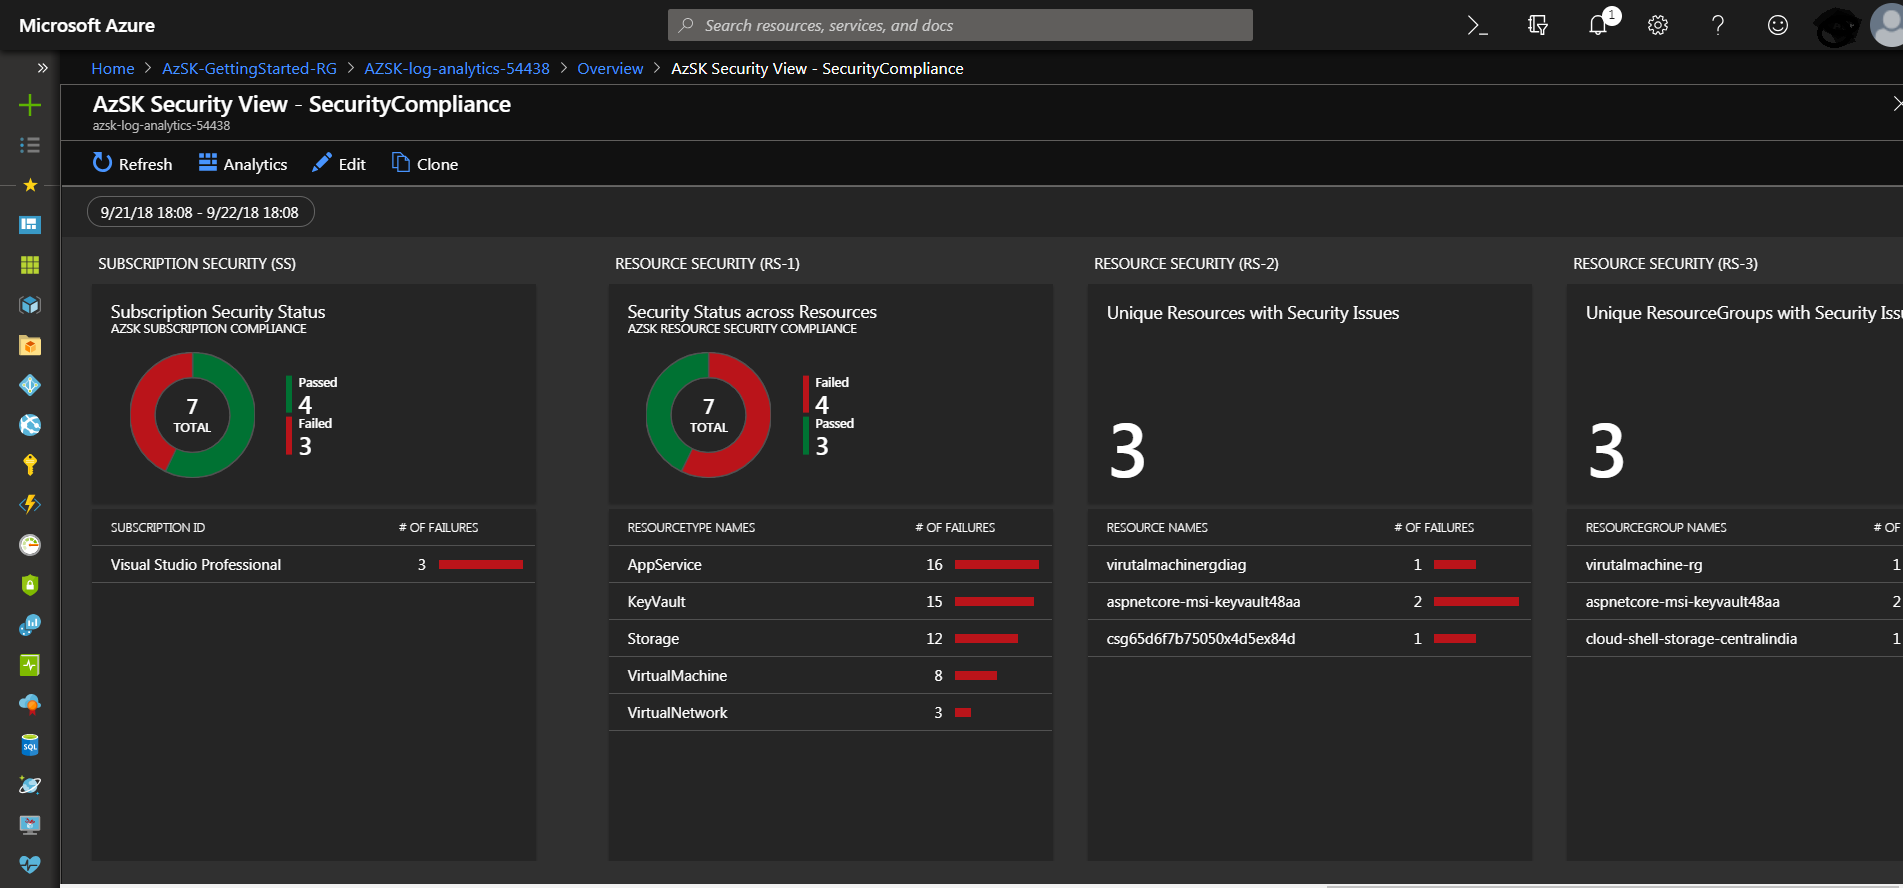 Microsoft Azure
Search resources, services, and docs
1
Home > AzSK-GettingStarted-RG > AZSK-log-analytics-54438 > Overview > AzSK Security View - SecurityCompliance
AzSK Security View - SecurityCompliance
azsk-log-analytics-54438
Refresh Analytics Edit Clone
9/21/18 18:08 - 9/22/18 18:08
SUBSCRIPTION SECURITY (SS)
Subscription Security Status
AZSK SUBSCRIPTION COMPLIANCE
7
TOTAL
Passed
4
Failed
3
SUBSCRIPTION ID # OF FAILURES
Visual Studio Professional 3
RESOURCE SECURITY (RS-1)
Security Status across Resources
AZSK RESOURCE SECURITY COMPLIANCE
7
TOTAL
Failed
4
Passed
3
RESOURCETYPE NAMES # OF FAILURES
AppService 16
KeyVault 15
Storage 12
VirtualMachine 8
VirtualNetwork 3
RESOURCE SECURITY (RS-2)
Unique Resources with Security Issues
3
RESOURCE NAMES # OF FAILURES
virutalmachinergdiag 1
aspnetcore-msi-keyvault48aa 2
csg65d6f7b75050x4d5ex84d 1
RESOURCE SECURITY (RS-3)
Unique ResourceGroups with Security Issu
3
RESOURCEGROUP NAMES # OF
virutalmachine-rg 1
aspnetcore-msi-keyvault48aa 2
cloud-shell-storage-centralindia 1
SQL